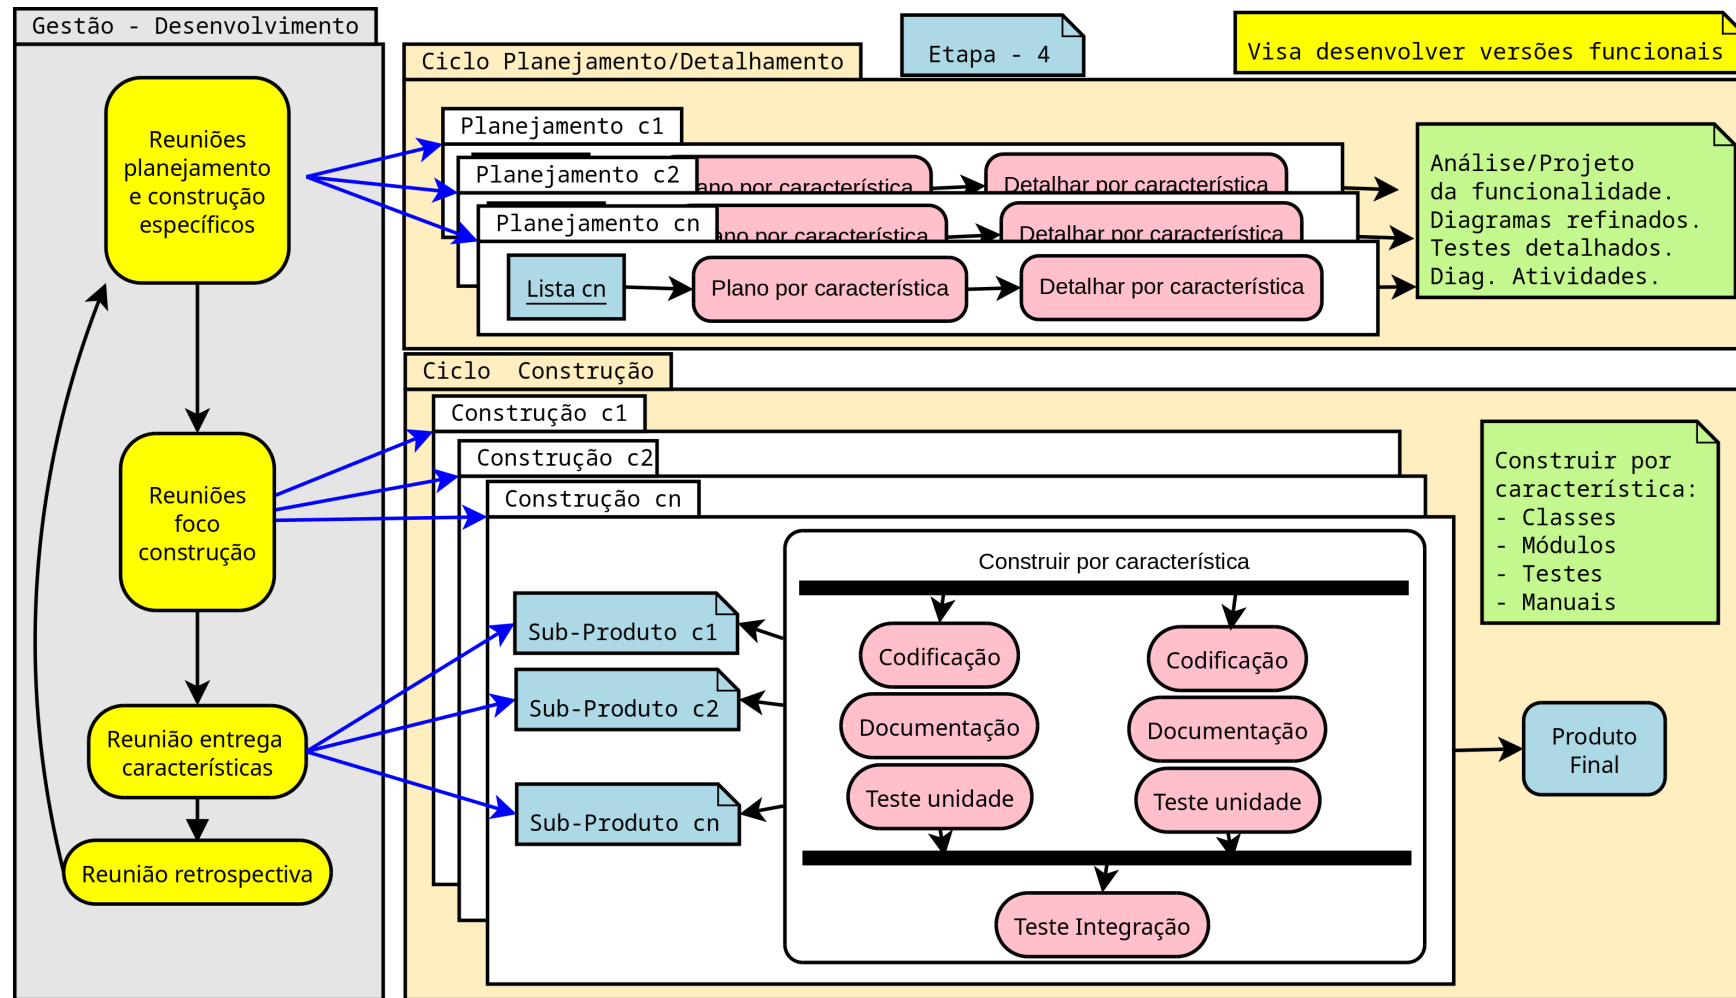 Gestão - Desenvolvimento
Reuniões
planejamento
e construção
específicos
Reuniões
foco
construção
Reunião entrega
características
Reunião retrospectiva
Etapa - 4
Visa desenvolver versões funcionais
Ciclo Planejamento/Detalhamento
Planejamento c1
por característica
Detalhar por característica
Planejamento c2
por característica
Detalhar por característica
Planejamento cn
Lista cn
Plano por característica
Detalhar por característica
Análise/Projeto
da funcionalidade.
Diagramas refinados.
Testes detalhados.
Diag. Atividades.
Ciclo Construção
Construção c1
Construção c2
Construção cn
Sub-Produto c1
Sub-Produto c2
Sub-Produto cn
Construir por característica
Codificação
Documentação
Teste unidade
Codificação
Documentação
Teste unidade
Teste Integração
Construir por
característica:
- Classes
- Módulos
- Testes
- Manuais
Produto
Final